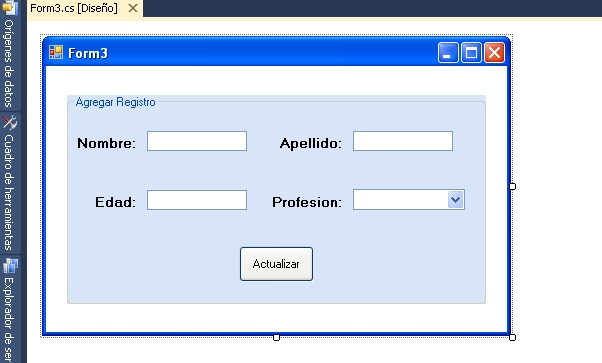 Form3.cs [Diseño]
Orígenes de datos
Cuadro de herramientas
Explorador de ser
Form3
Agregar Registro
Nombre:
Apellido:
Edad:
Profesion:
Actualizar